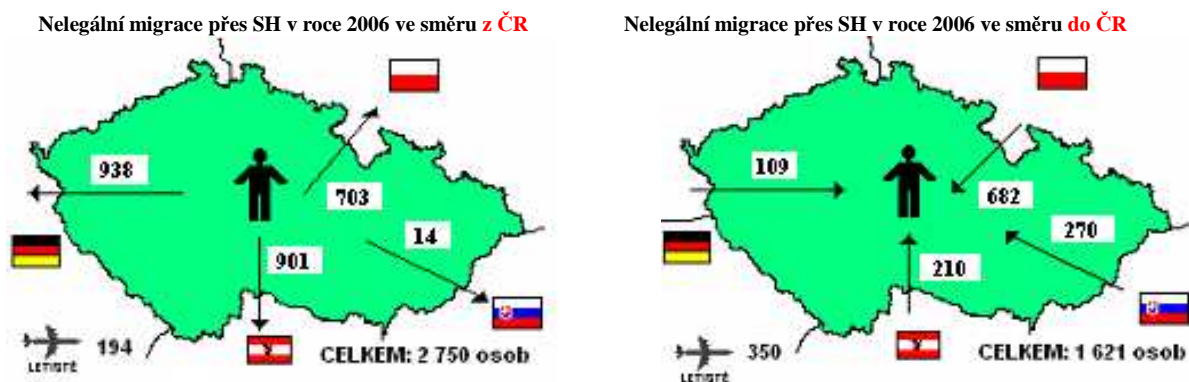 Nelegální migrace přes SH v roce 2006 ve směru z ČR
938
703
14
901
LETIŠTĚ 194
CELKEM: 2 750 osob
Nelegální migrace přes SH v roce 2006 ve směru do ČR
109
682
270
210
LETIŠTĚ 350
CELKEM: 1 621 osob